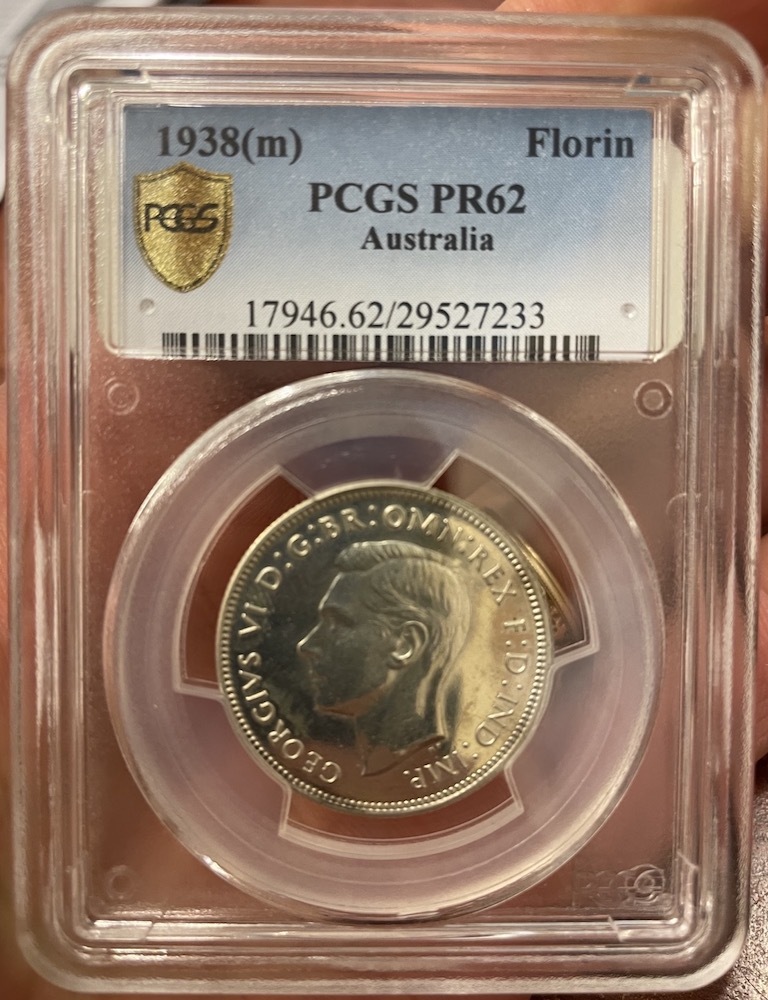 1938(m) Florin
PCGS PCGS PR62
Australia
17946.62/29527233
GEORGIVS VI D:G:BR:OMN:REX F:D:IND:IMP.